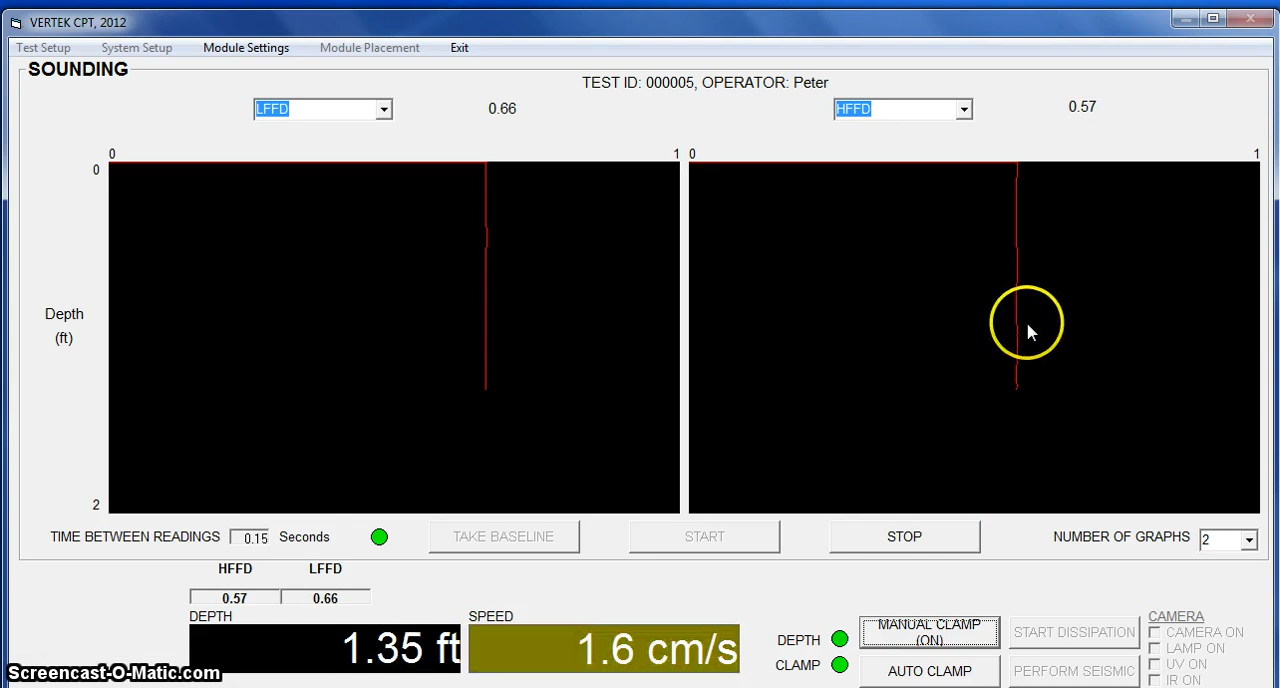 VERTEK CPT, 2012
Test Setup System Setup Module Settings Module Placement Exit
SOUNDING
TEST ID: 000005, OPERATOR: Peter
LFFD 0.66 HFFD 0.57
0 1 0 1
0
Depth
(ft)
2
TIME BETWEEN READINGS 0.15 Seconds TAKE BASELINE START STOP NUMBER OF GRAPHS 2
HFFD LFFD
0.57 0.66
DEPTH SPEED
1.35 ft 1.6 cm/s
DEPTH MANUAL CLAMP (ON) START DISSIPATION
CLAMP AUTO CLAMP PERFORM SEISMIC
CAMERA
CAMERA ON
LAMP ON
UV ON
IR ON
Screencast-O-Matic.com